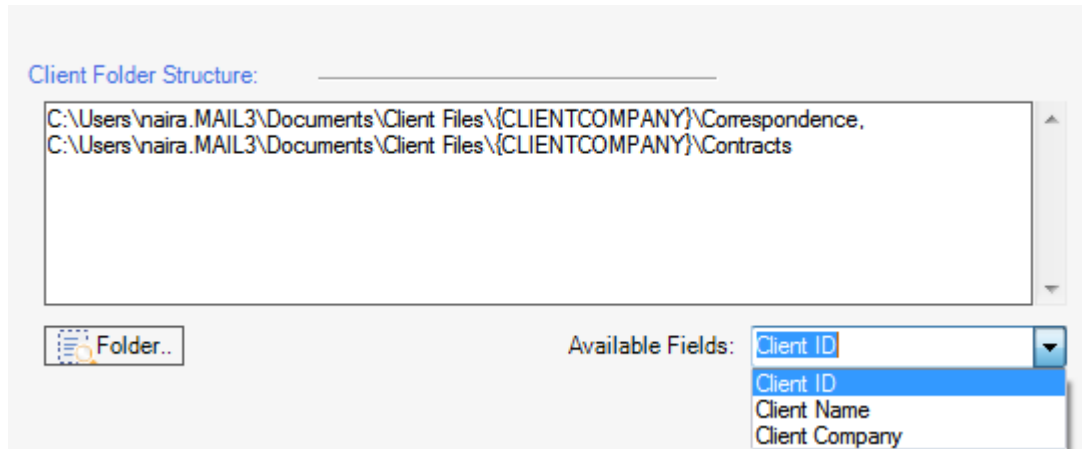 Client Folder Structure:
C:\Users\naira.MAIL3\Documents\Client Files\{CLIENTCOMPANY}\Correspondence,
C:\Users\naira.MAIL3\Documents\Client Files\{CLIENTCOMPANY}\Contracts
Folder..
Available Fields: Client ID
Client ID
Client Name
Client Company